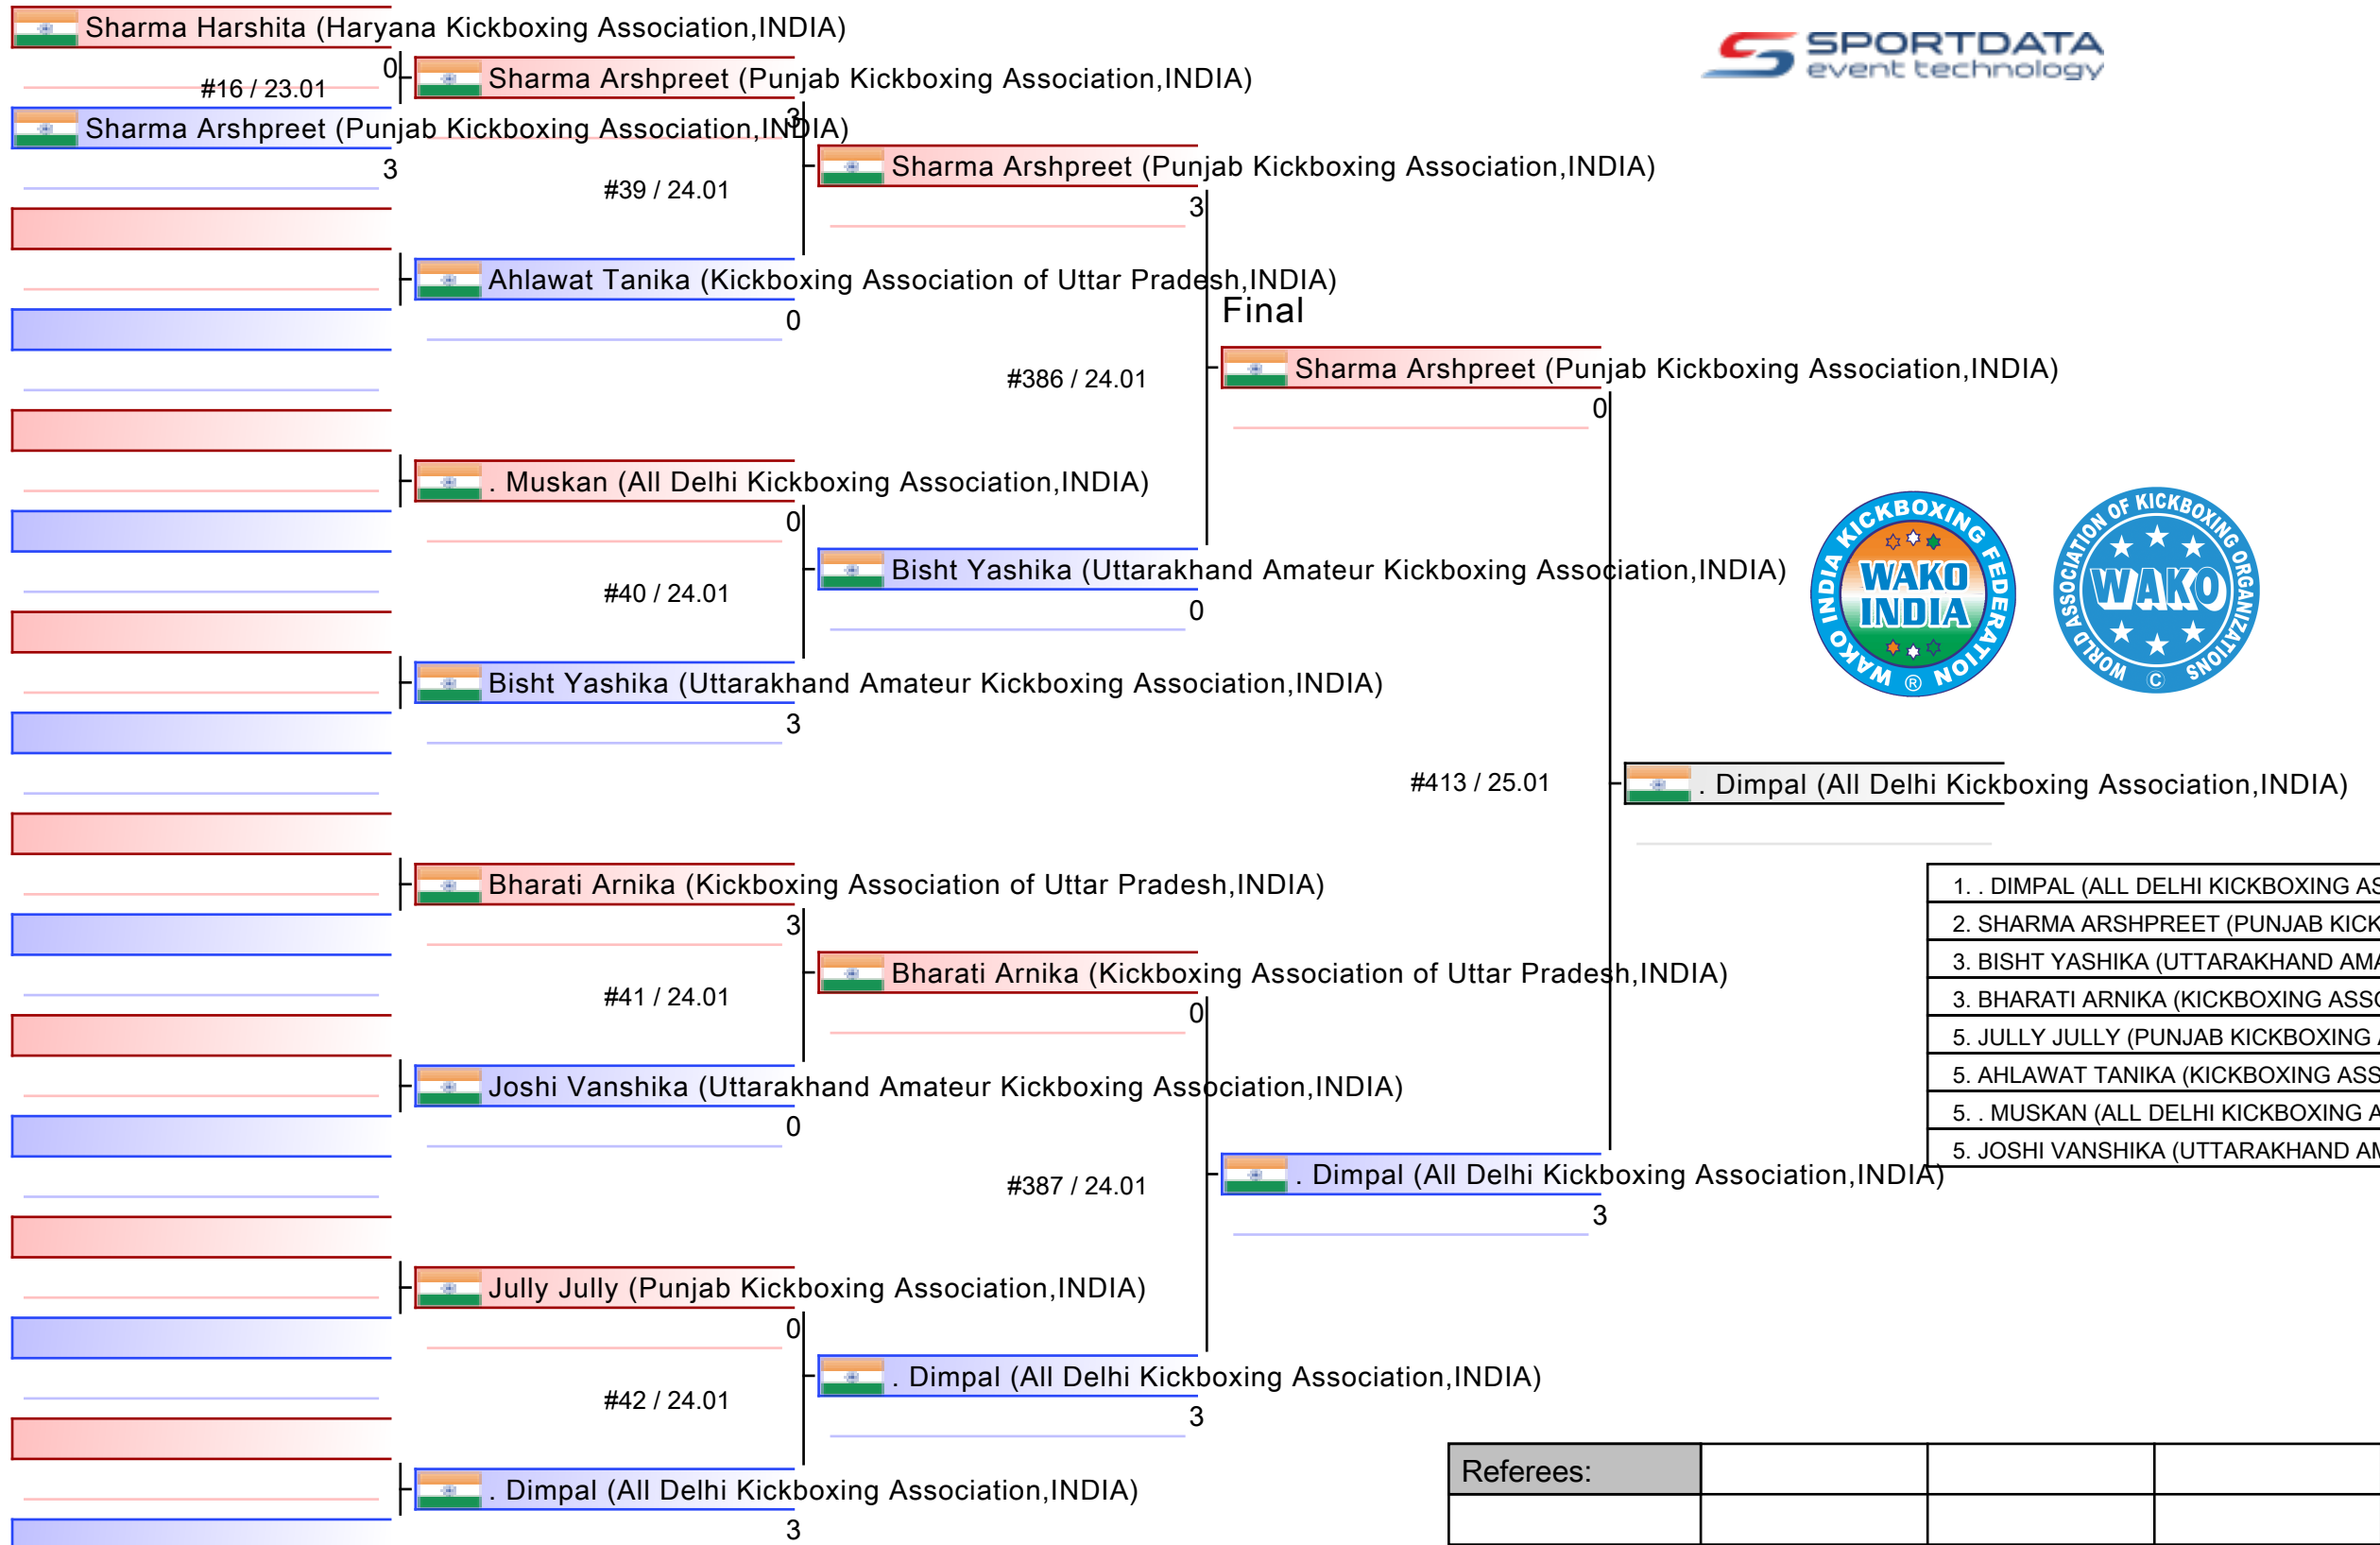 Sharma Harshita (Haryana Kickboxing Association,INDIA)
0
#16 / 23.01
Sharma Arshpreet (Punjab Kickboxing Association,INDIA)
3
Sharma Arshpreet (Punjab Kickboxing Association,INDIA)
3
#39 / 24.01
Ahlawat Tanika (Kickboxing Association of Uttar Pradesh,INDIA)
0
Sharma Arshpreet (Punjab Kickboxing Association,INDIA)
3
#386 / 24.01
. Muskan (All Delhi Kickboxing Association,INDIA)
0
#40 / 24.01
Bisht Yashika (Uttarakhand Amateur Kickboxing Association,INDIA)
3
Bisht Yashika (Uttarakhand Amateur Kickboxing Association,INDIA)
0
Final
Sharma Arshpreet (Punjab Kickboxing Association,INDIA)
0
#413 / 25.01
. Dimpal (All Delhi Kickboxing Association,INDIA)
Bharati Arnika (Kickboxing Association of Uttar Pradesh,INDIA)
3
#41 / 24.01
Joshi Vanshika (Uttarakhand Amateur Kickboxing Association,INDIA)
0
Bharati Arnika (Kickboxing Association of Uttar Pradesh,INDIA)
0
#387 / 24.01
. Dimpal (All Delhi Kickboxing Association,INDIA)
3
Jully Jully (Punjab Kickboxing Association,INDIA)
0
#42 / 24.01
. Dimpal (All Delhi Kickboxing Association,INDIA)
3
. Dimpal (All Delhi Kickboxing Association,INDIA)
3
SPORTDATA
event technology
WAKO INDIA KICKBOXING FEDERATION
WAKO
INDIA
®
WORLD ASSOCIATION OF KICKBOXING ORGANIZATIONS
WAKO
©
1. . DIMPAL (ALL DELHI KICKBOXING AS
2. SHARMA ARSHPREET (PUNJAB KICK
3. BISHT YASHIKA (UTTARAKHAND AMA
3. BHARATI ARNIKA (KICKBOXING ASSO
5. JULLY JULLY (PUNJAB KICKBOXING A
5. AHLAWAT TANIKA (KICKBOXING ASS
5. . MUSKAN (ALL DELHI KICKBOXING A
5. JOSHI VANSHIKA (UTTARAKHAND AM
Referees: